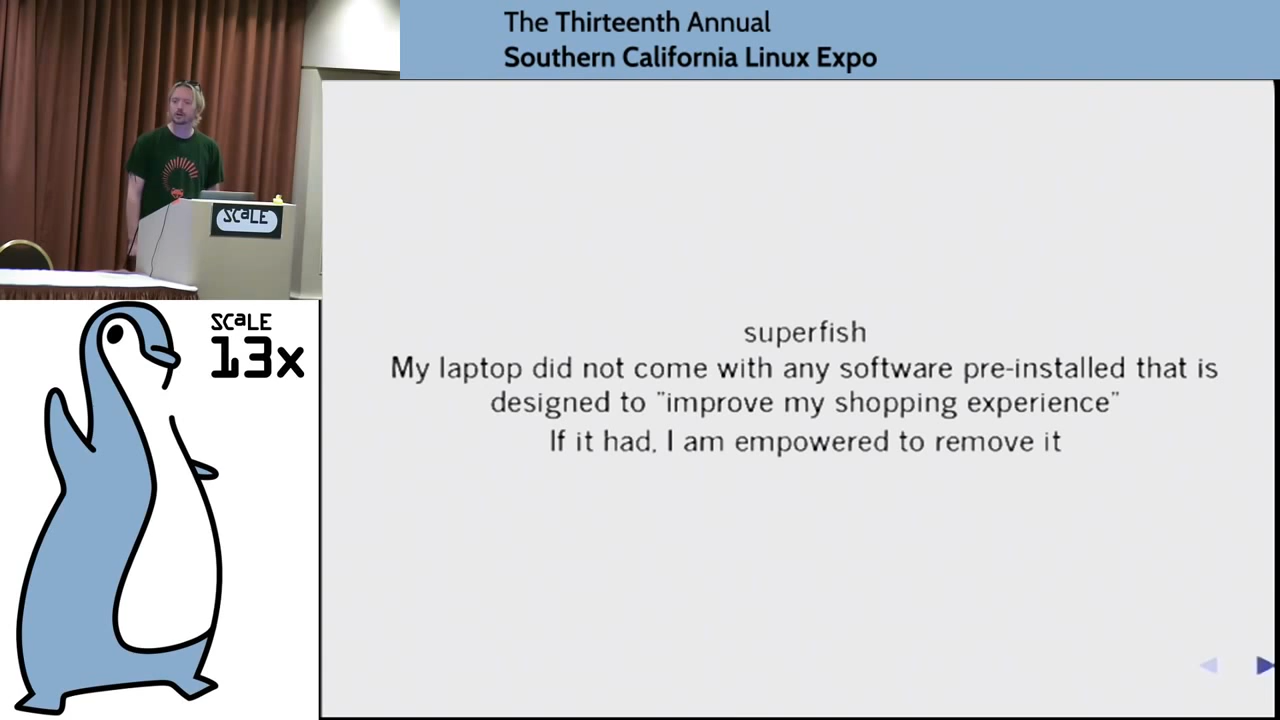 The Thirteenth Annual
Southern California Linux Expo
SCaLE
SCaLE
13x
superfish
My laptop did not come with any software pre-installed that is
designed to "improve my shopping experience"
If it had, I am empowered to remove it